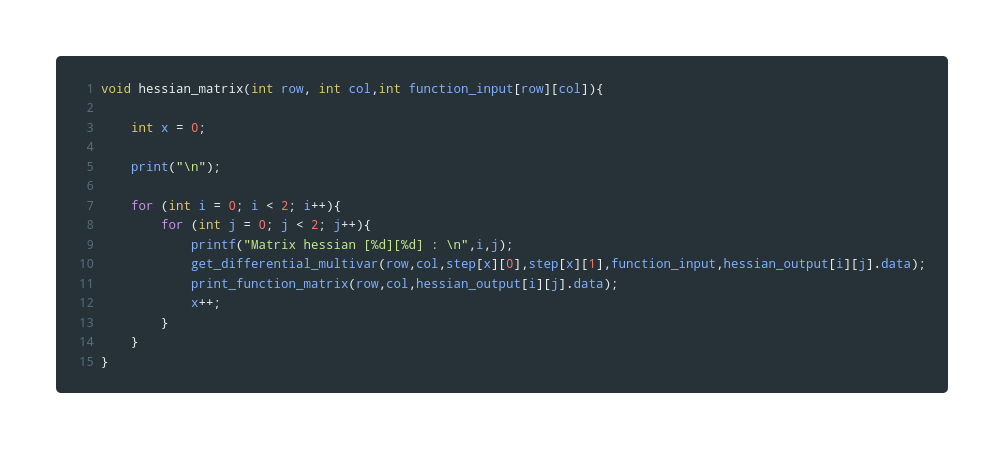 1 void hessian_matrix(int row, int col,int function_input[row][col]){
2
3     int x = 0;
4
5     print("\n");
6
7     for (int i = 0; i < 2; i++){
8         for (int j = 0; j < 2; j++){
9             printf("Matrix hessian [%d][%d] : \n",i,j);
10             get_differential_multivar(row,col,step[x][0],step[x][1],function_input,hessian_output[i][j].data);
11             print_function_matrix(row,col,hessian_output[i][j].data);
12             x++;
13         }
14     }
15 }